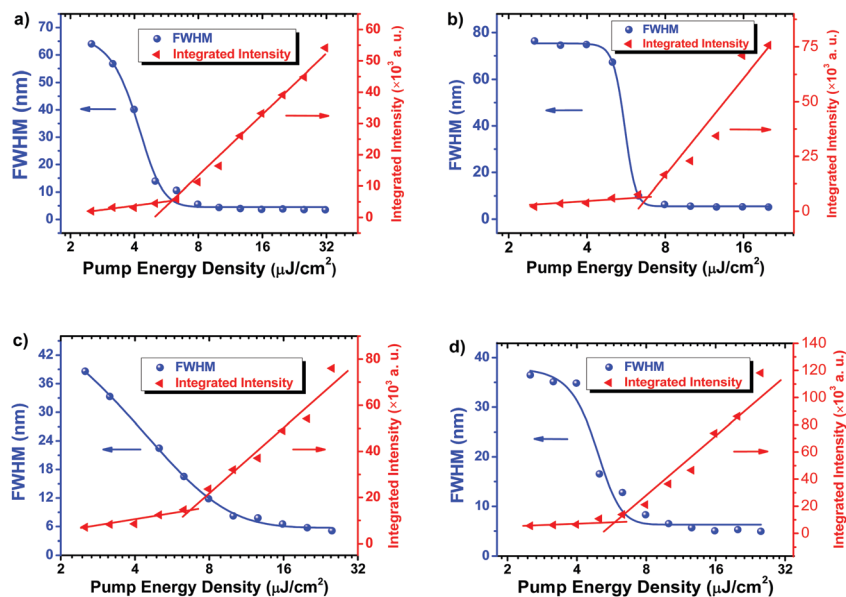 a)
FWHM
Integrated Intensity
FWHM (nm)
70
60
50
40
30
20
10
0
2
4
8
16
32
Pump Energy Density (μJ/cm²)
60
50
40
30
20
10
0
Integrated Intensity (×10³ a. u.)
b)
FWHM
Integrated Intensity
FWHM (nm)
80
60
40
20
0
2
4
8
16
Pump Energy Density (μJ/cm²)
75
50
25
0
Integrated Intensity (×10³ a. u.)
c)
FWHM
Integrated Intensity
FWHM (nm)
42
36
30
24
18
12
6
0
2
4
8
16
32
Pump Energy Density (μJ/cm²)
80
60
40
20
0
Integrated Intensity (×10³ a. u.)
d)
FWHM
Integrated Intensity
FWHM (nm)
40
30
20
10
0
2
4
8
16
32
Pump Energy Density (μJ/cm²)
140
120
100
80
60
40
20
0
Integrated Intensity (×10³ a. u.)